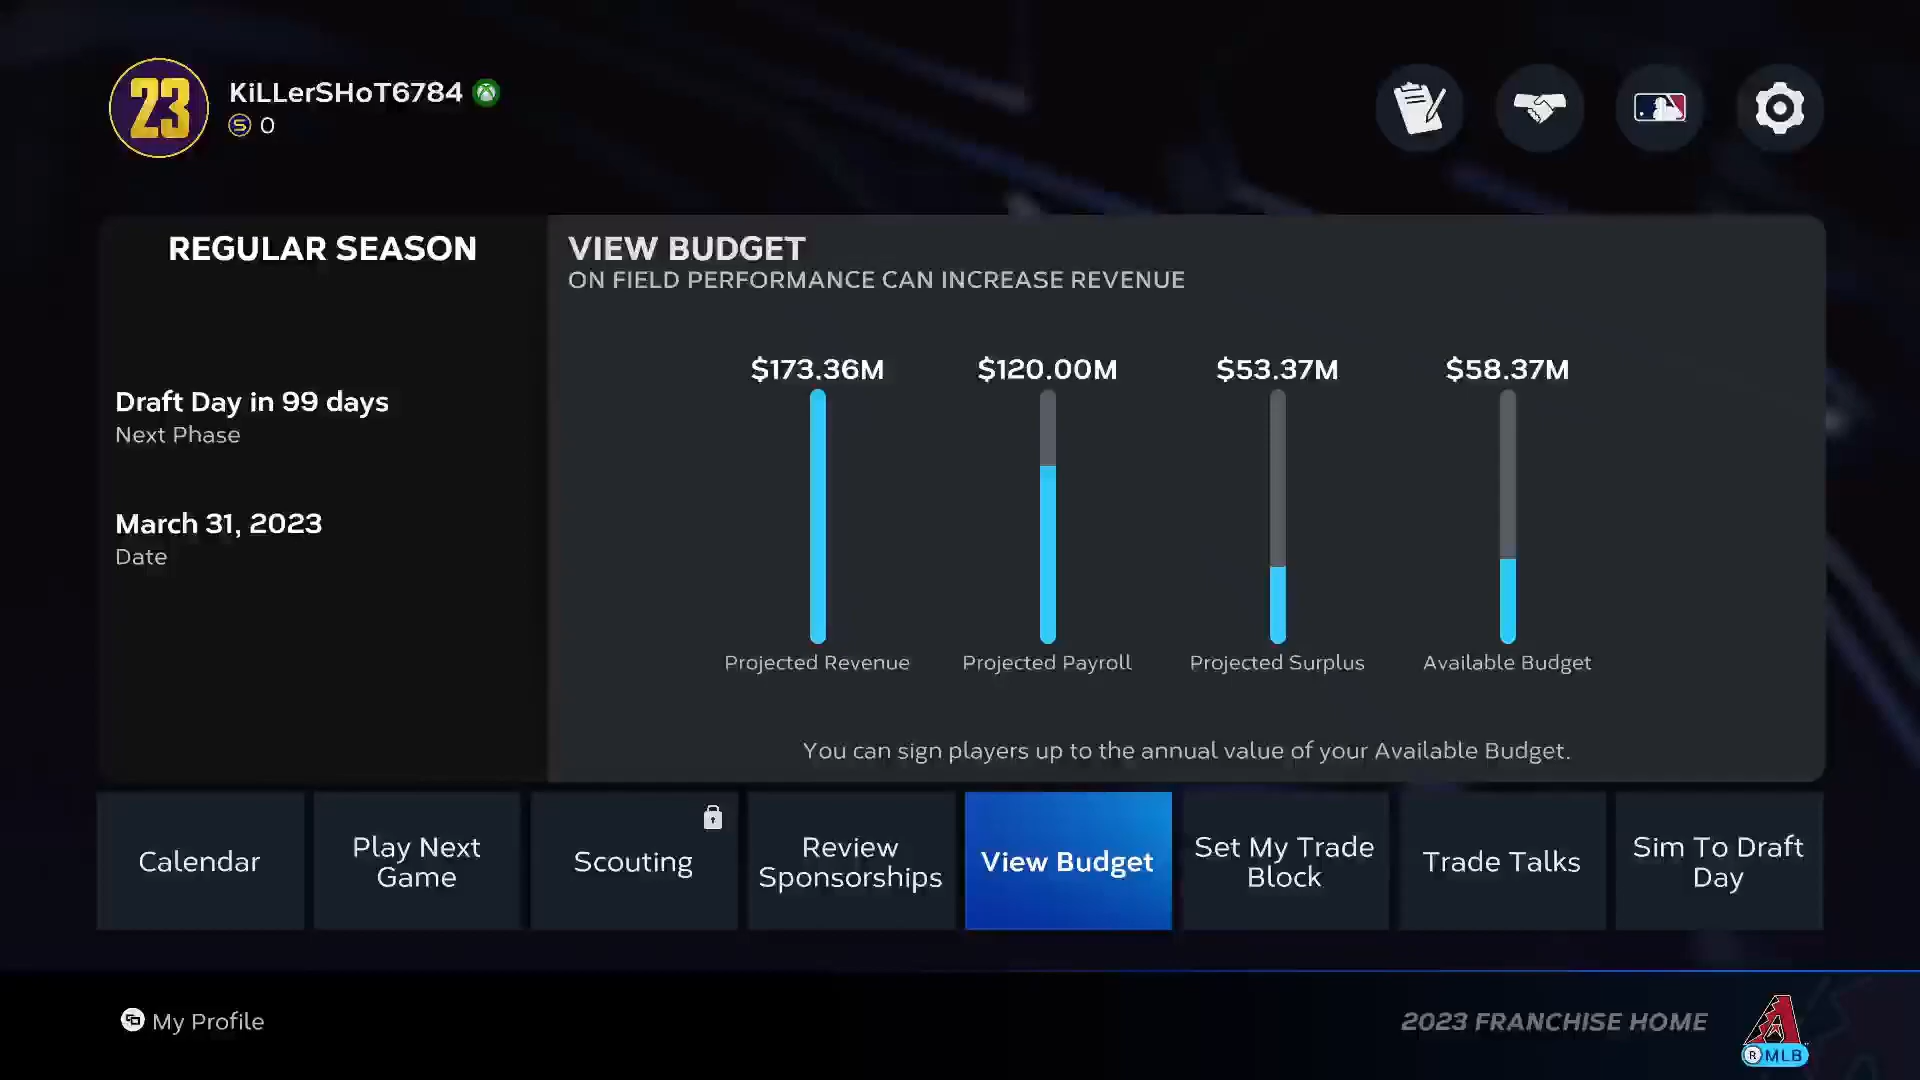 23
KiLLerSHoT6784
S 0
REGULAR SEASON
Draft Day in 99 days
Next Phase
March 31, 2023
Date
VIEW BUDGET
ON FIELD PERFORMANCE CAN INCREASE REVENUE
$173.36M $120.00M $53.37M $58.37M
Projected Revenue Projected Payroll Projected Surplus Available Budget
You can sign players up to the annual value of your Available Budget.
Calendar
Play Next
Game
Scouting
Review
Sponsorships
View Budget
Set My Trade
Block
Trade Talks
Sim To Draft
Day
My Profile
2023 FRANCHISE HOME
A
R MLB